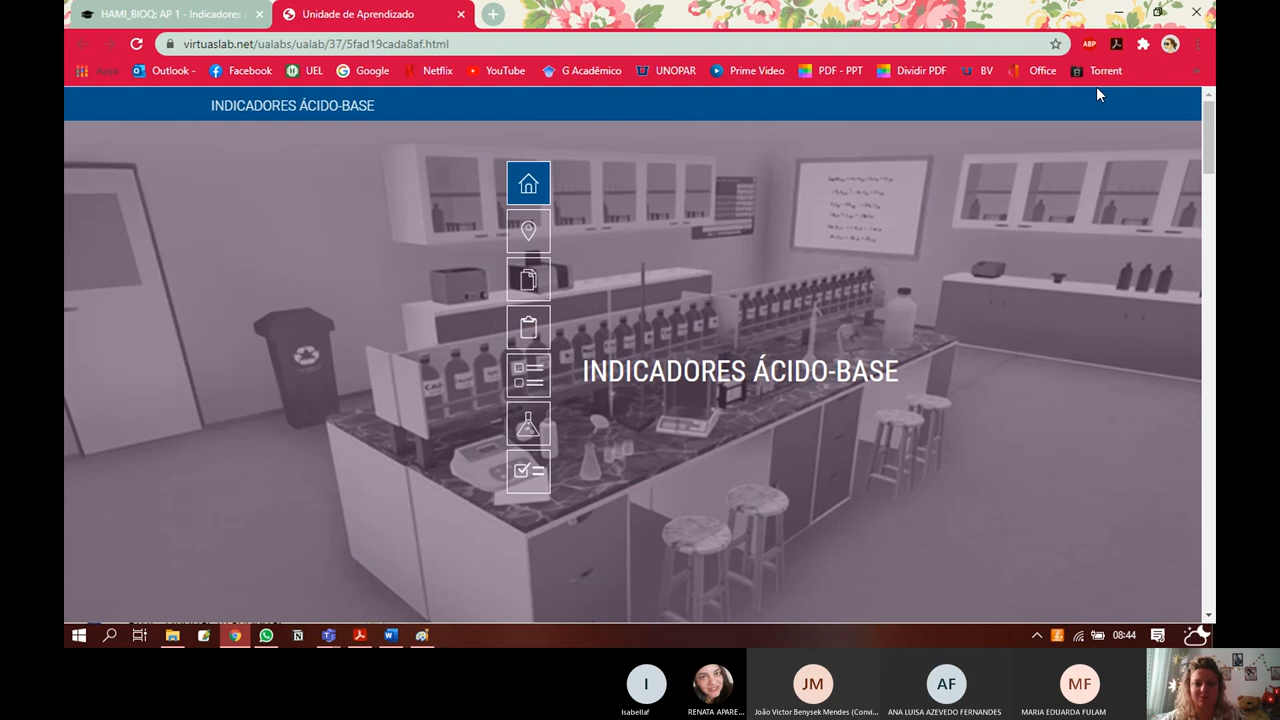 HAMI_BIOQ: AP 1 - Indicadores
Unidade de Aprendizado
virtuaslab.net/ualabs/ualab/37/5fad19cada8af.html
ABP
Outlook -
Facebook
UEL
Google
Netflix
YouTube
G Acadêmico
UNOPAR
Prime Video
PDF - PPT
Dividir PDF
BV
Office
Torrent
INDICADORES ÁCIDO-BASE
INDICADORES ÁCIDO-BASE
08:44
I
JM
AF
MF
Isabellaf
RENATA APARE...
João Victor Benysek Mendes (Convi...
ANA LUISA AZEVEDO FERNANDES
MARIA EDUARDA FULAM